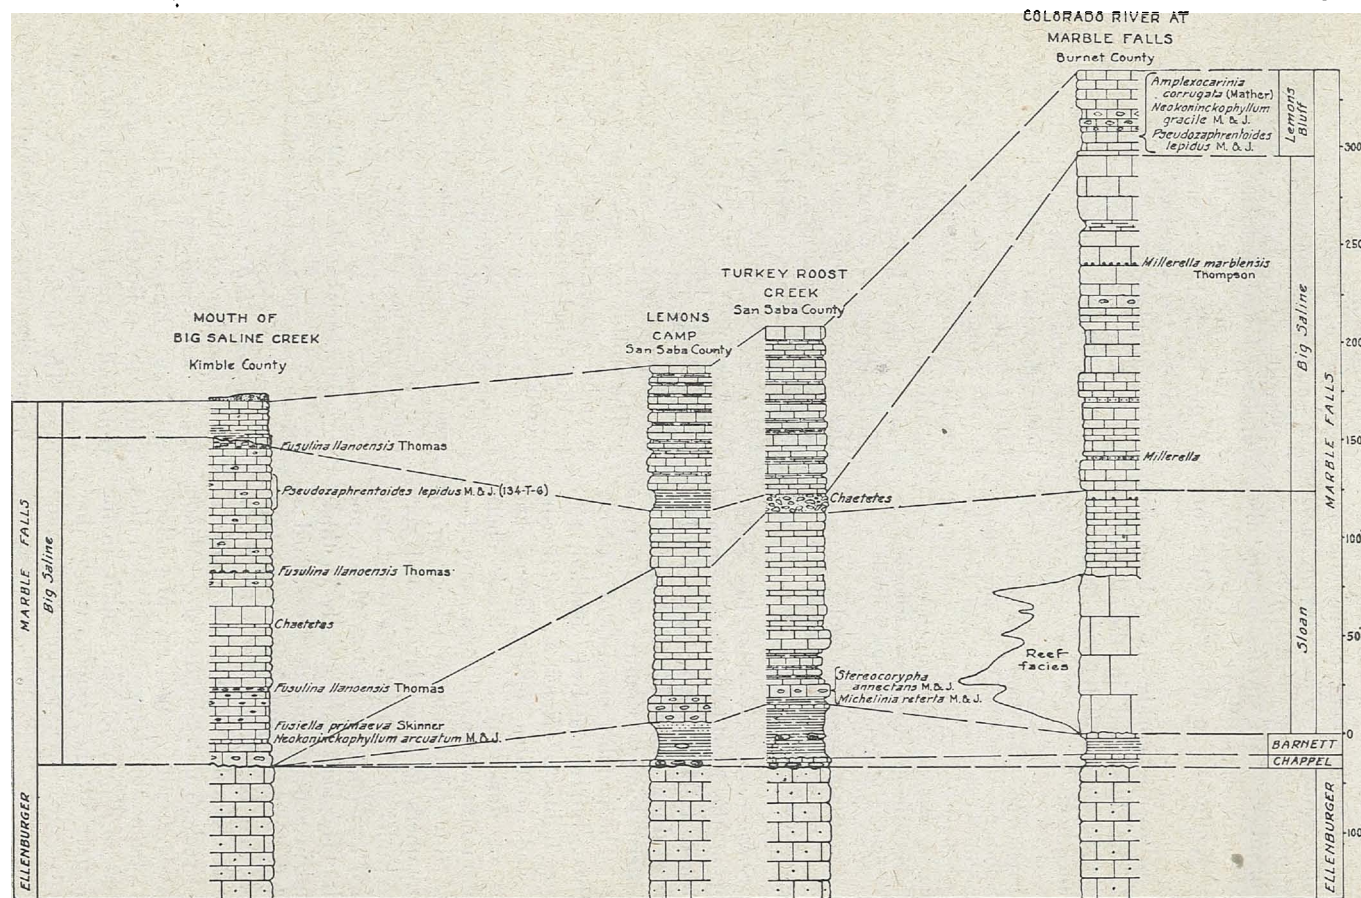 COLORADO RIVER AT
MARBLE FALLS
Burnet County
Amplexocarinia
corrugata (Mather)
Neokoninckophyllum
gracile M. & J.
Pseudozaphrentoides
lepidus M. & J.
Lemons
Bluff
300
250
Millerella marblensis
Thompson
TURKEY ROOST
CREEK
San Saba County
LEMONS
CAMP
San Saba County
MOUTH OF
BIG SALINE CREEK
Kimble County
Big Saline
200
MARBLE FALLS
Fusulina llanoensis Thomas
Millerella
150
Pseudozaphrentoides lepidus M. & J. (134-T-6)
Chaetetes
MARBLE FALLS
Big Saline
100
Fusulina llanoensis Thomas
Chaetetes
Sloan
50
Reef
facies
Fusulina llanoensis Thomas
Stereocorypha
annectans M. & J.
Michelinia referta M. & J.
Fusiella primaeva Skinner
Neokoninckophyllum arcuatum M. & J.
0
BARNETT
CHAPPEL
ELLENBURGER
ELLENBURGER
100